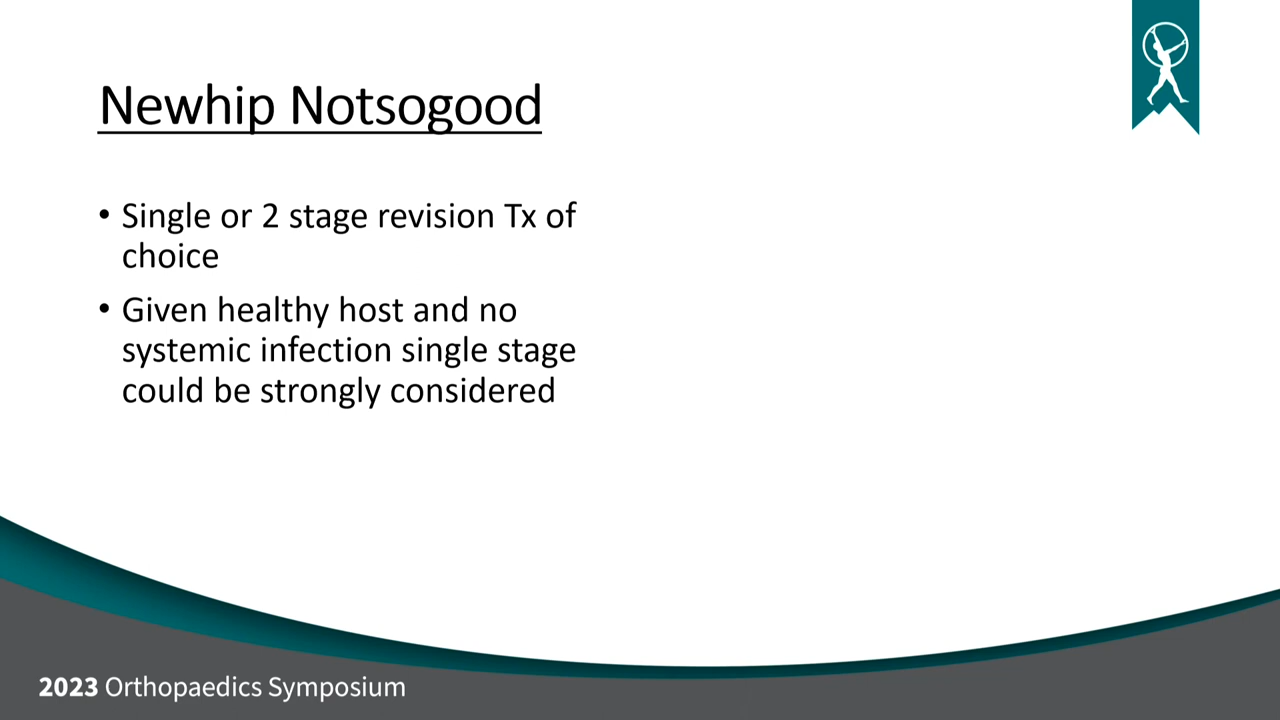 Newhip Notsogood
• Single or 2 stage revision Tx of
choice
• Given healthy host and no
systemic infection single stage
could be strongly considered
2023 Orthopaedics Symposium